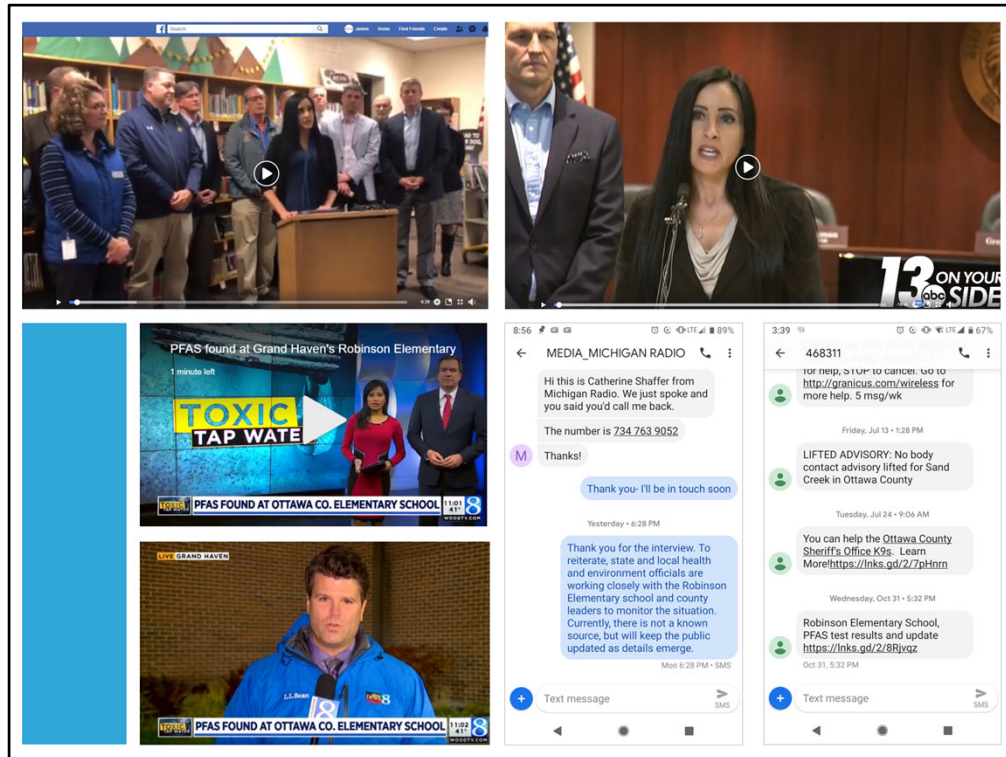 Search
James Home Find Friends Create
6:28
13 ON YOUR
abc SIDE
PFAS found at Grand Haven's Robinson Elementary
1 minute left
TOXIC
TAP WATE
TOXIC
TAP WATER
PFAS FOUND AT OTTAWA CO. ELEMENTARY SCHOOL
11:01
41°
8
WOODTV.COM
LIVE GRAND HAVEN
L.L.Bean
8
TOXIC
TAP WATER
PFAS FOUND AT OTTAWA CO. ELEMENTARY SCHOOL
11:02
41°
8
WOODTV.COM
8:56 LTE 89%
MEDIA_MICHIGAN RADIO
Hi this is Catherine Shaffer from
Michigan Radio. We just spoke and
you said you'd call me back.
The number is 734 763 9052
M Thanks!
Thank you- I'll be in touch soon
Yesterday • 6:28 PM
Thank you for the interview. To
reiterate, state and local health
and environment officials are
working closely with the Robinson
Elementary school and county
leaders to monitor the situation.
Currently, there is not a known
source, but will keep the public
updated as details emerge.
Mon 6:28 PM • SMS
Text message
SMS
3:39 LTE 67%
468311
for help, STOP to cancel. Go to
http://granicus.com/wireless for
more help. 5 msg/wk
Friday, Jul 13 • 1:28 PM
LIFTED ADVISORY: No body
contact advisory lifted for Sand
Creek in Ottawa County
Tuesday, Jul 24 • 9:06 AM
You can help the Ottawa County
Sheriff's Office K9s. Learn
More!https://lnks.gd/2/7pHnrn
Wednesday, Oct 31 • 5:32 PM
Robinson Elementary School,
PFAS test results and update
https://lnks.gd/2/8Rjvqz
Oct 31, 5:32 PM
Text message
SMS